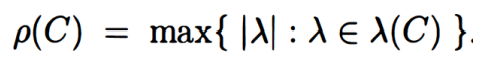 ρ(C) = max{ |λ| : λ ∈ λ(C) }.